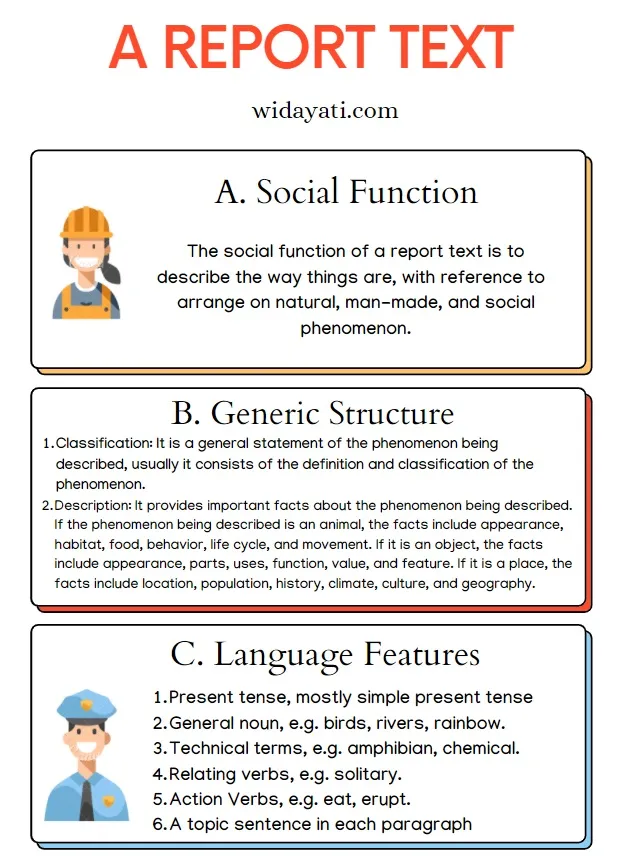 A REPORT TEXT
widayati.com
A. Social Function
The social function of a report text is to
describe the way things are, with reference to
arrange on natural, man-made, and social
phenomenon.
B. Generic Structure
1.Classification: It is a general statement of the phenomenon being
described, usually it consists of the definition and classification of the
phenomenon.
2.Description: It provides important facts about the phenomenon being described.
If the phenomenon being described is an animal, the facts include appearance,
habitat, food, behavior, life cycle, and movement. If it is an object, the facts
include appearance, parts, uses, function, value, and feature. If it is a place, the
facts include location, population, history, climate, culture, and geography.
C. Language Features
1.Present tense, mostly simple present tense
2.General noun, e.g. birds, rivers, rainbow.
3.Technical terms, e.g. amphibian, chemical.
4.Relating verbs, e.g. solitary.
5.Action Verbs, e.g. eat, erupt.
6.A topic sentence in each paragraph